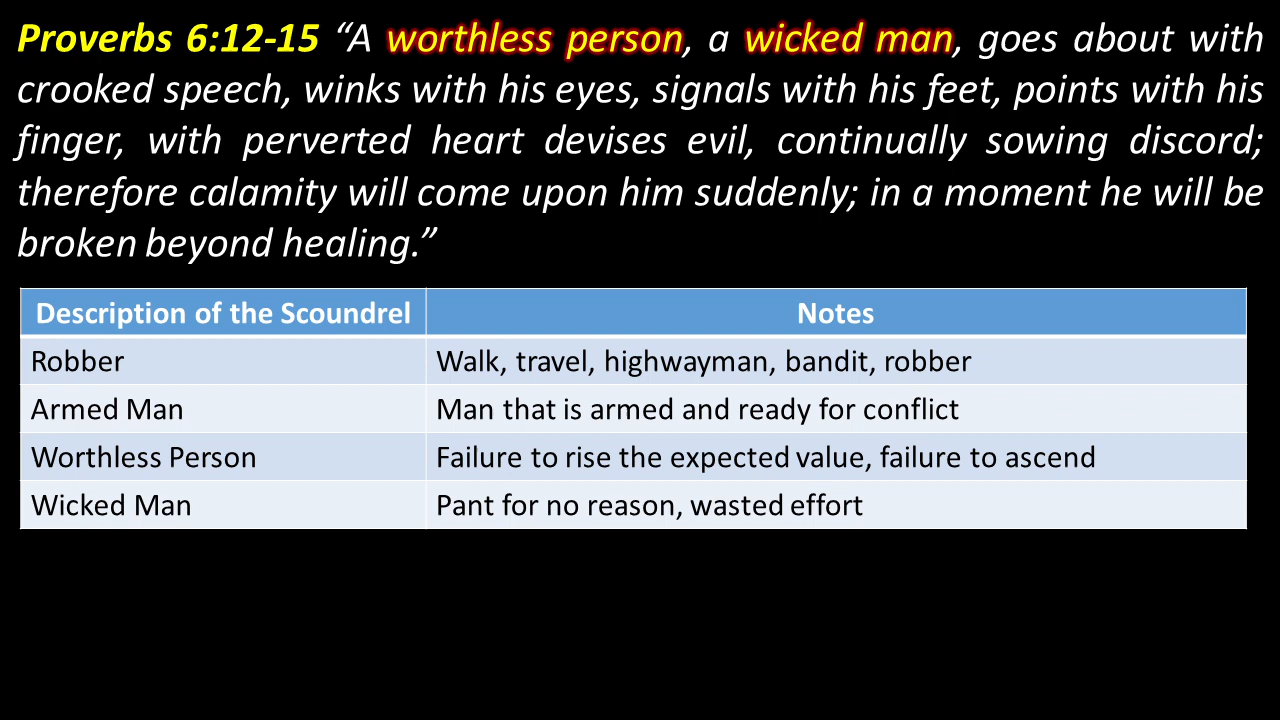 Proverbs 6:12-15 “A worthless person, a wicked man, goes about with
crooked speech, winks with his eyes, signals with his feet, points with his
finger, with perverted heart devises evil, continually sowing discord;
therefore calamity will come upon him suddenly; in a moment he will be
broken beyond healing.”
Description of the Scoundrel Notes
Robber Walk, travel, highwayman, bandit, robber
Armed Man Man that is armed and ready for conflict
Worthless Person Failure to rise the expected value, failure to ascend
Wicked Man Pant for no reason, wasted effort